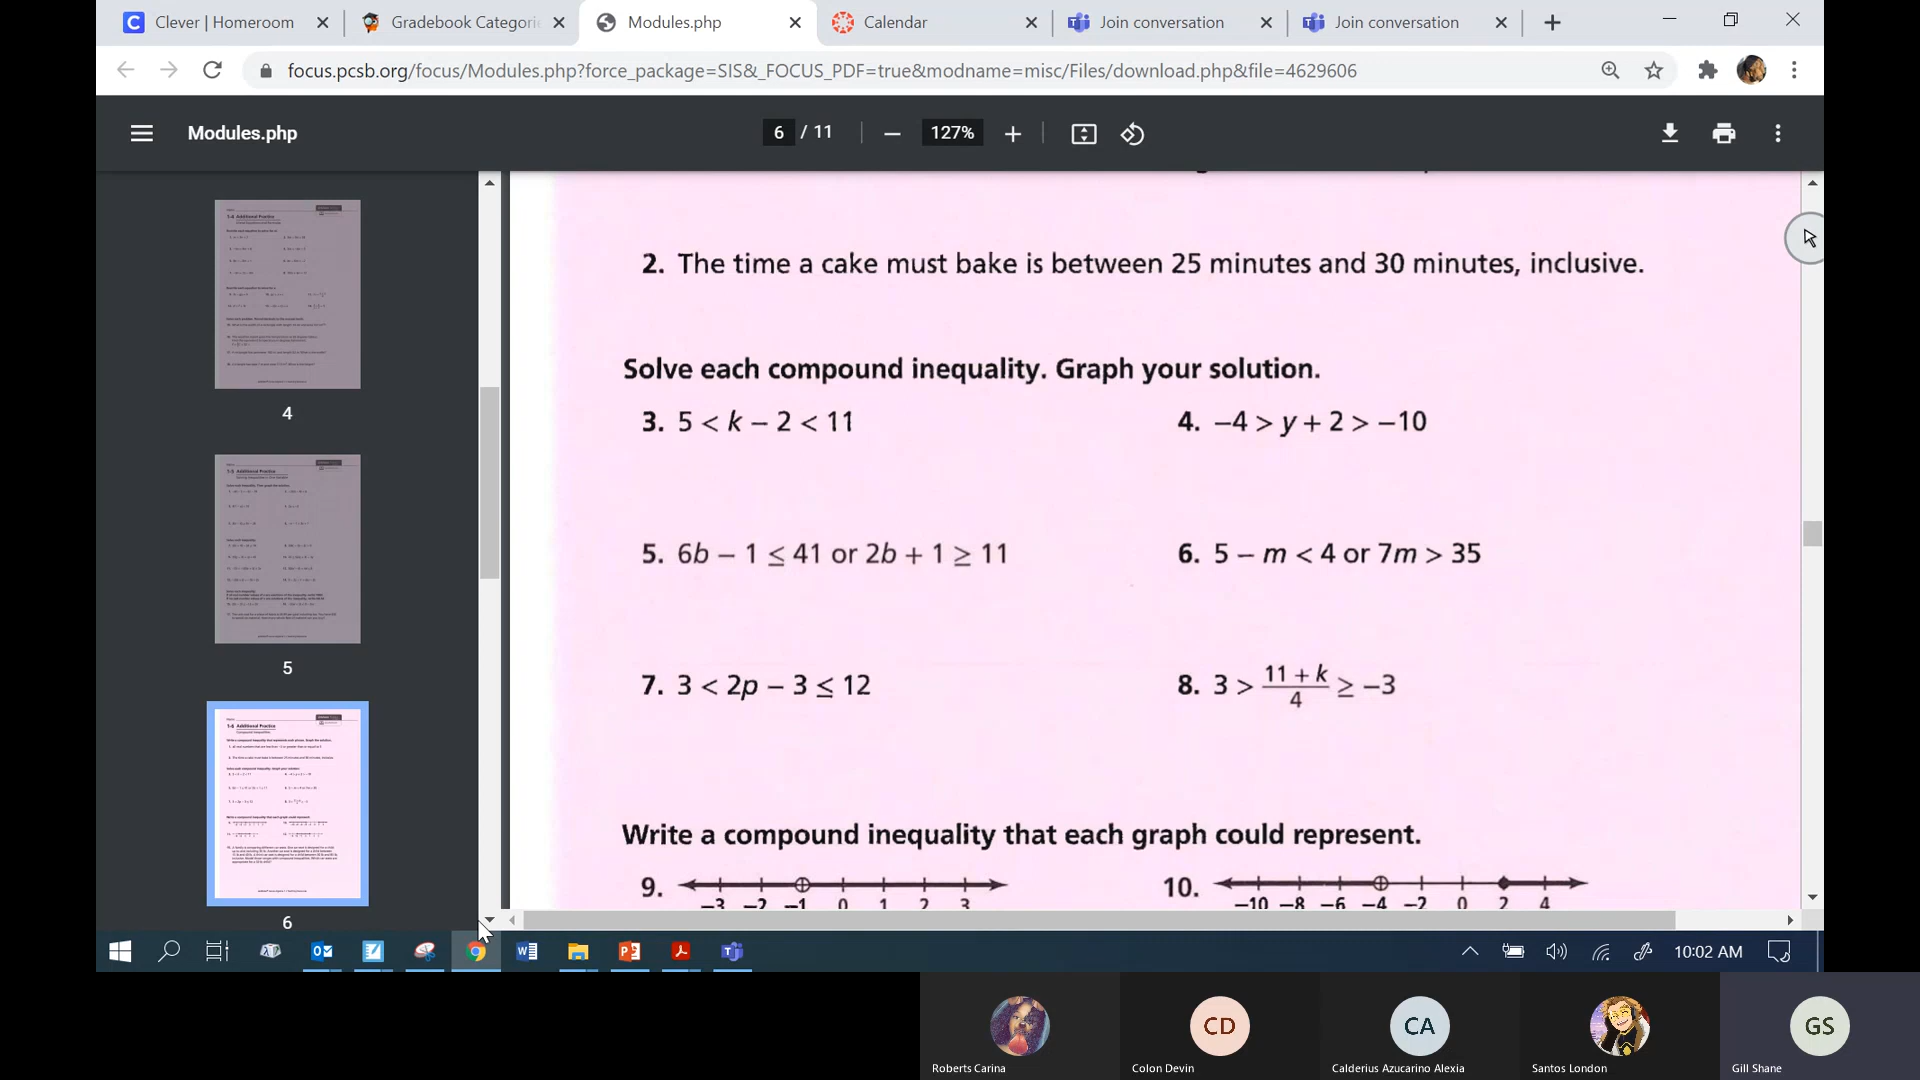 Clever | Homeroom
Gradebook Categori
Modules.php
Calendar
Join conversation
Join conversation
focus.pcsb.org/focus/Modules.php?force_package=SIS&_FOCUS_PDF=true&modname=misc/Files/download.php&file=4629606
Modules.php
6 / 11
127%
4
5
6
2. The time a cake must bake is between 25 minutes and 30 minutes, inclusive.
Solve each compound inequality. Graph your solution.
3. 5 < k − 2 < 11
4. −4 > y + 2 > −10
5. 6b − 1 ≤ 41 or 2b + 1 ≥ 11
6. 5 − m < 4 or 7m > 35
7. 3 < 2p − 3 ≤ 12
8. 3 > (11 + k)/4 ≥ −3
Write a compound inequality that each graph could represent.
9.
−3 −2 −1 0 1 2 3
10.
−10 −8 −6 −4 −2 0 2 4
10:02 AM
CD
CA
GS
Roberts Carina
Colon Devin
Calderius Azucarino Alexia
Santos London
Gill Shane